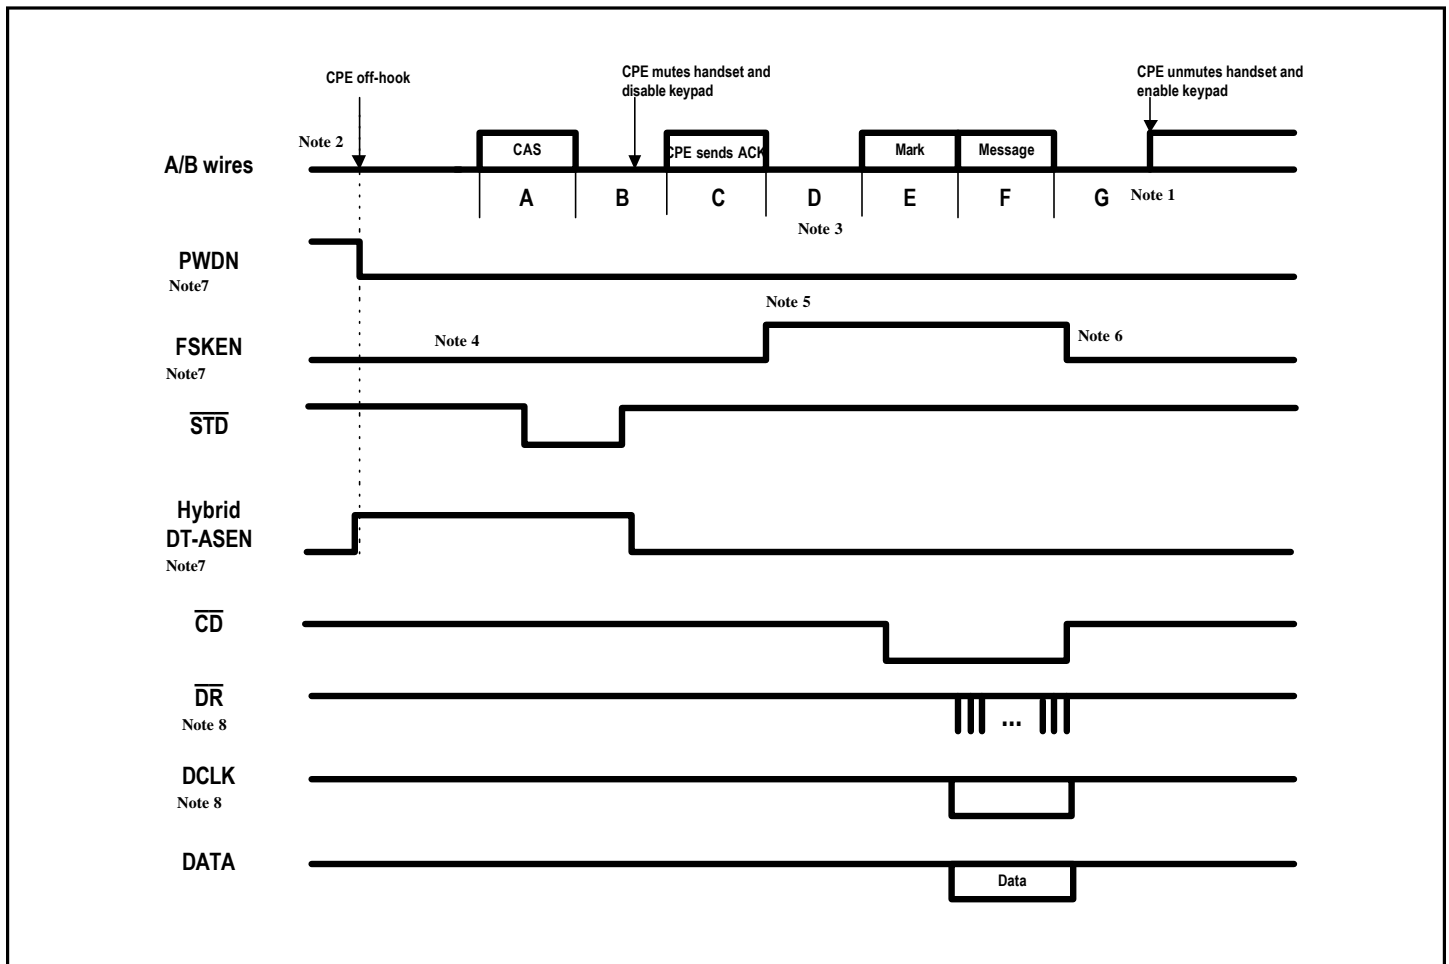 CPE off-hook
CPE mutes handset and
disable keypad
CPE unmutes handset and
enable keypad
Note 2
A/B wires
CAS
CPE sends ACK
Mark
Message
A
B
C
D
E
F
G
Note 1
Note 3
PWDN
Note7
Note 5
FSKEN
Note 4
Note 6
Note7
STD
Hybrid
DT-ASEN
Note7
CD
DR
...
Note 8
DCLK
Note 8
DATA
Data